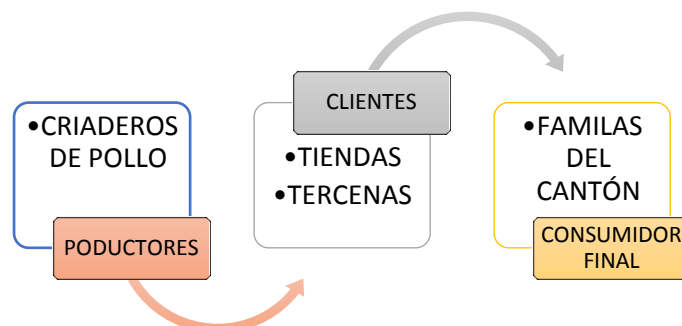 •CRIADEROS
DE POLLO
PODUCTORES
CLIENTES
•TIENDAS
•TERCENAS
•FAMILAS
DEL
CANTÓN
CONSUMIDOR
FINAL